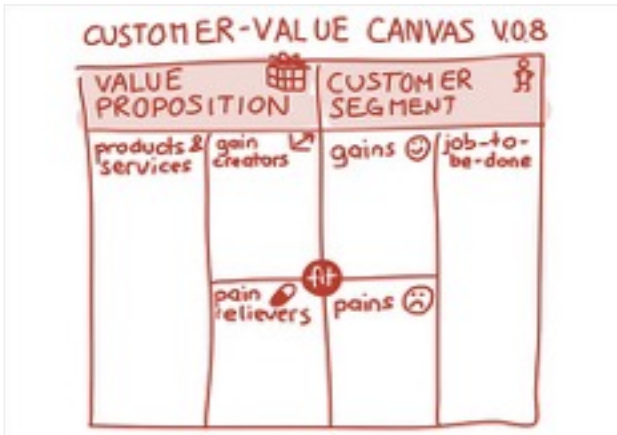 CUSTOMER-VALUE CANVAS V.0.8
VALUE
PROPOSITION
CUSTOMER
SEGMENT
products &
services
gain
creators
gains
job-to-
be-done
fit
pain
relievers
pains